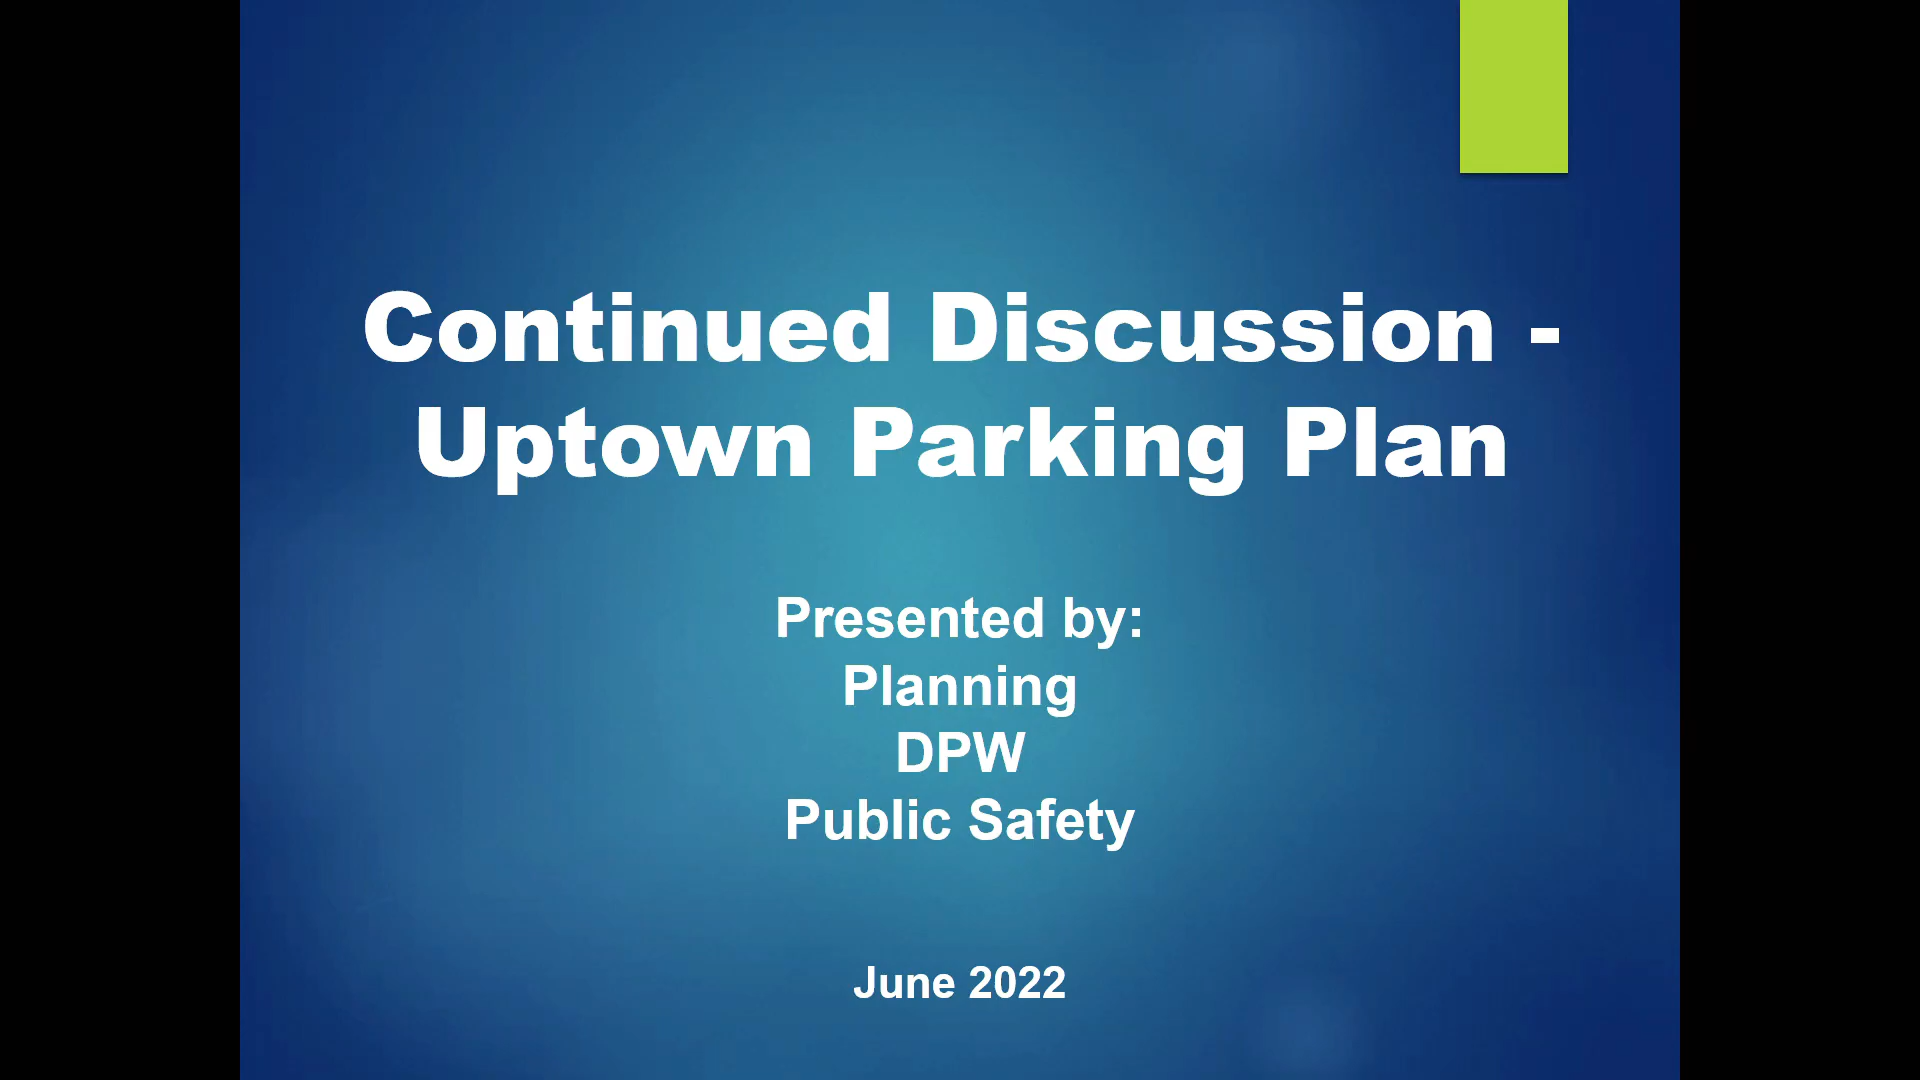 Continued Discussion -
Uptown Parking Plan
Presented by:
Planning
DPW
Public Safety
June 2022